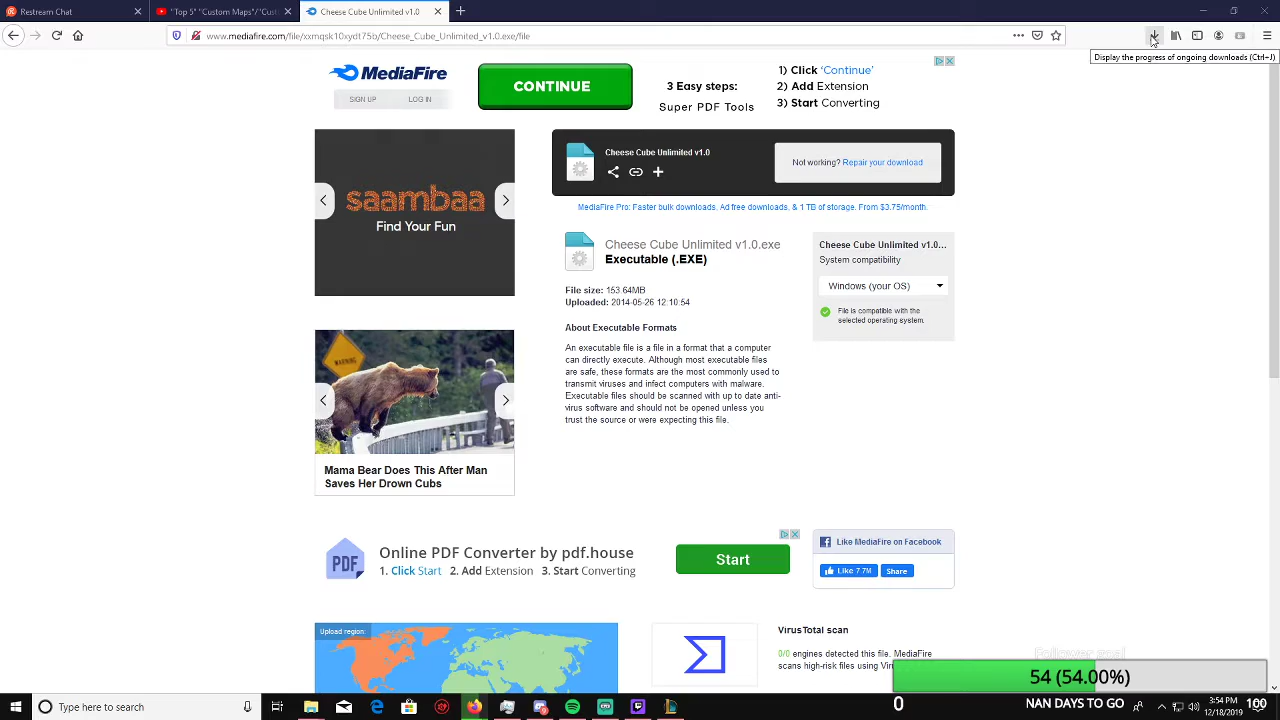 Restream Chat
"Top 5" "Custom Maps"/"Cust
Cheese Cube Unlimited v1.0
www.mediafire.com/file/xxmqsk10xydt75b/Cheese_Cube_Unlimited_v1.0.exe/file
Display the progress of ongoing downloads (Ctrl+J)
MediaFire
SIGN UP
LOG IN
CONTINUE
3 Easy steps:
Super PDF Tools
1) Click 'Continue'
2) Add Extension
3) Start Converting
saambaa
Find Your Fun
Cheese Cube Unlimited v1.0
Not working? Repair your download
MediaFire Pro: Faster bulk downloads, Ad free downloads, & 1 TB of storage. From $3.75/month.
Cheese Cube Unlimited v1.0.exe
Executable (.EXE)
File size: 153.64MB
Uploaded: 2014-05-26 12:10:54
About Executable Formats
An executable file is a file in a format that a computer
can directly execute. Although most executable files
are safe, these formats are the most commonly used to
transmit viruses and infect computers with malware.
Executable files should be scanned with up to date anti-
virus software and should not be opened unless you
trust the source or were expecting this file.
Cheese Cube Unlimited v1.0...
System compatibility
Windows (your OS)
File is compatible with the
selected operating system.
WARNING
Mama Bear Does This After Man
Saves Her Drown Cubs
PDF
Online PDF Converter by pdf.house
1. Click Start 2. Add Extension 3. Start Converting
Start
Like MediaFire on Facebook
Like 7.7M
Share
Upload region:
VirusTotal scan
0/0 engines detected this file. MediaFire
scans high-risk files using Vir
Follower goal
54 (54.00%)
0
NAN DAYS TO GO
100
Type here to search
3:54 PM
12/18/2019